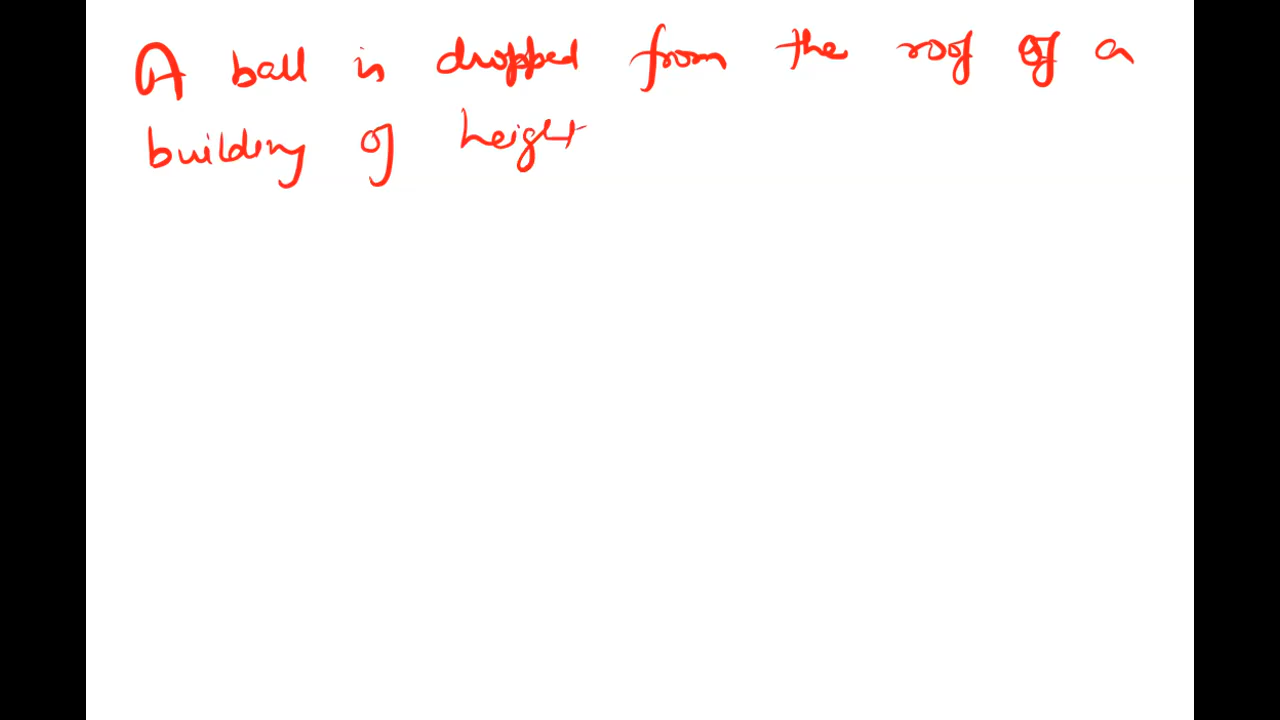 A ball is dropped from the roof of a
building of height